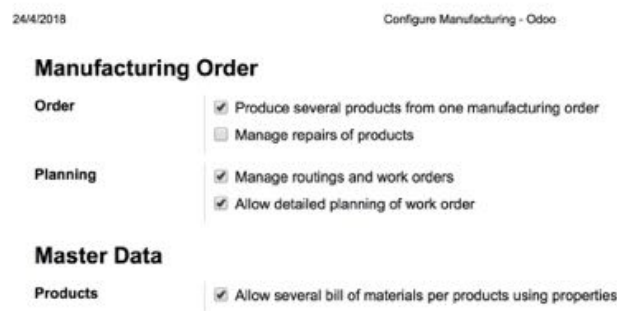 24/4/2018 Configure Manufacturing - Odoo
Manufacturing Order
Order Produce several products from one manufacturing order
Manage repairs of products
Planning Manage routings and work orders
Allow detailed planning of work order
Master Data
Products Allow several bill of materials per products using properties